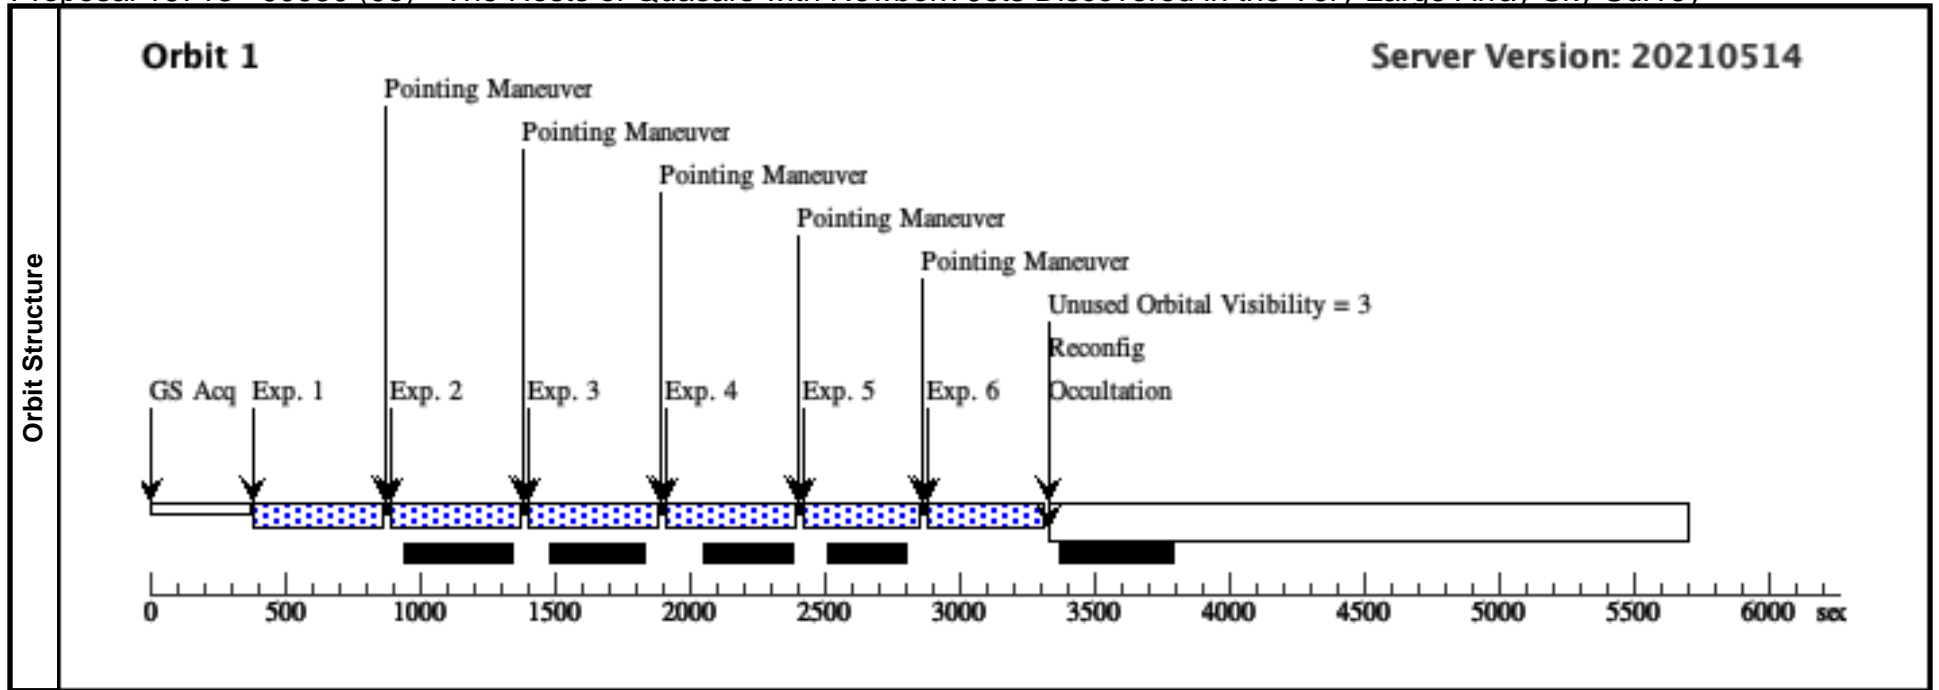 Orbit 1
Server Version: 20210514
Pointing Maneuver
Pointing Maneuver
Pointing Maneuver
Pointing Maneuver
Pointing Maneuver
Unused Orbital Visibility = 3
Reconfig
GS Acq Exp. 1 Exp. 2 Exp. 3 Exp. 4 Exp. 5 Exp. 6 Occultation
Orbit Structure
0 500 1000 1500 2000 2500 3000 3500 4000 4500 5000 5500 6000 sec